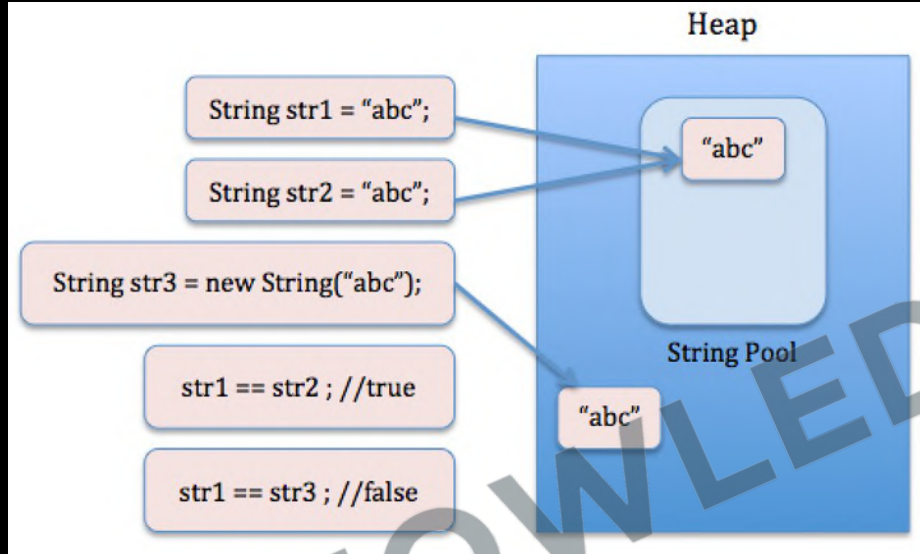 Heap
String str1 = “abc”;
“abc”
String str2 = “abc”;
String str3 = new String(“abc”);
String Pool
str1 == str2 ; //true
“abc”
str1 == str3 ; //false